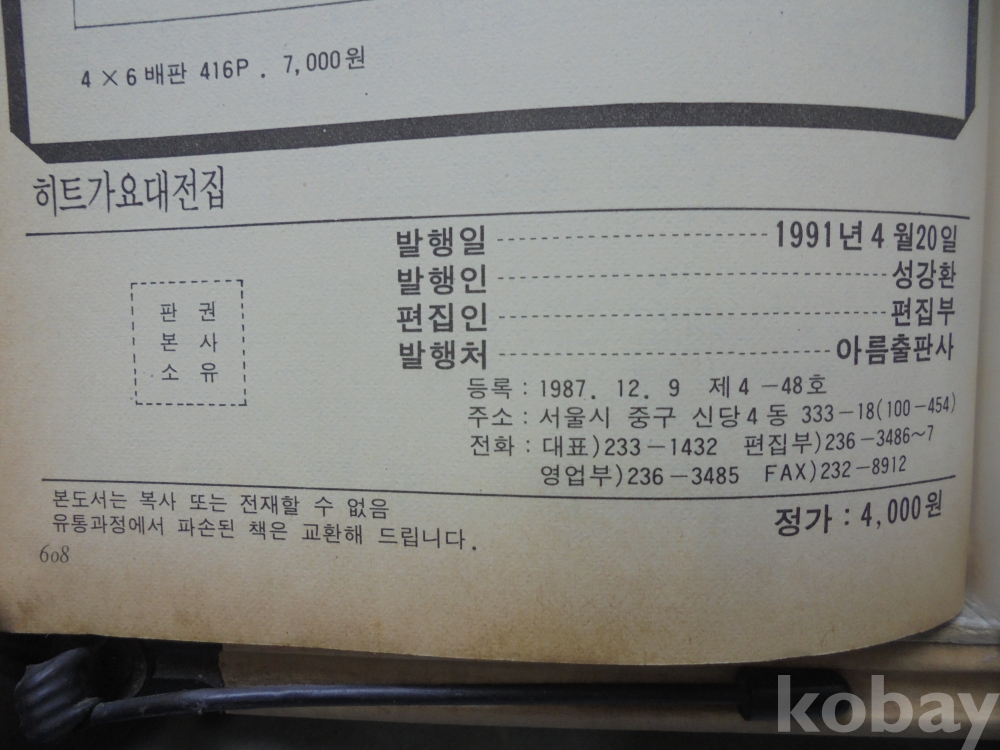 4×6배판 416P. 7,000원
히트가요대전집
발행일 1991년 4월 20일
발행인 성강환
편집인 편집부
발행처 아름출판사
판 권
본 사
소 유
등록 : 1987. 12. 9 제 4 -48호
주소 : 서울시 중구 신당 4 동 333-18(100-454)
전화 : 대표)233-1432 편집부)236-3486~7
영업부)236-3485 FAX)232-8912
본도서는 복사 또는 전재할 수 없음
유통과정에서 파손된 책은 교환해 드립니다.
정가 : 4,000원
608
kobay